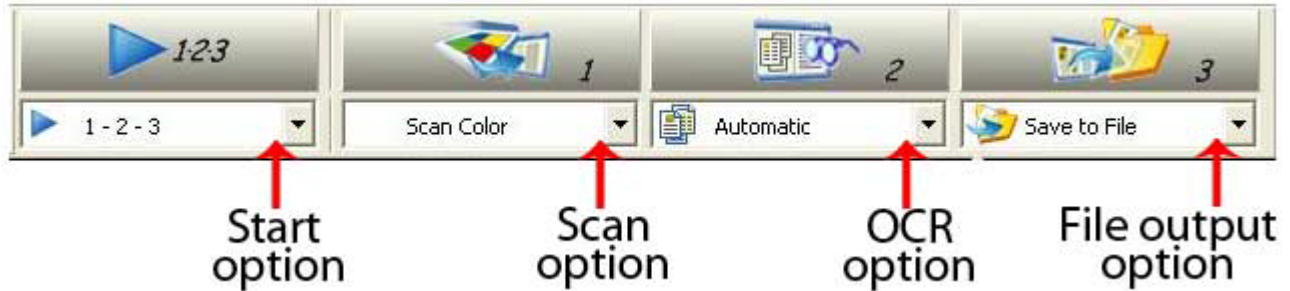 1-2-3
1
2
3
1 - 2 - 3
Scan Color
Automatic
Save to File
Start
option
Scan
option
OCR
option
File output
option